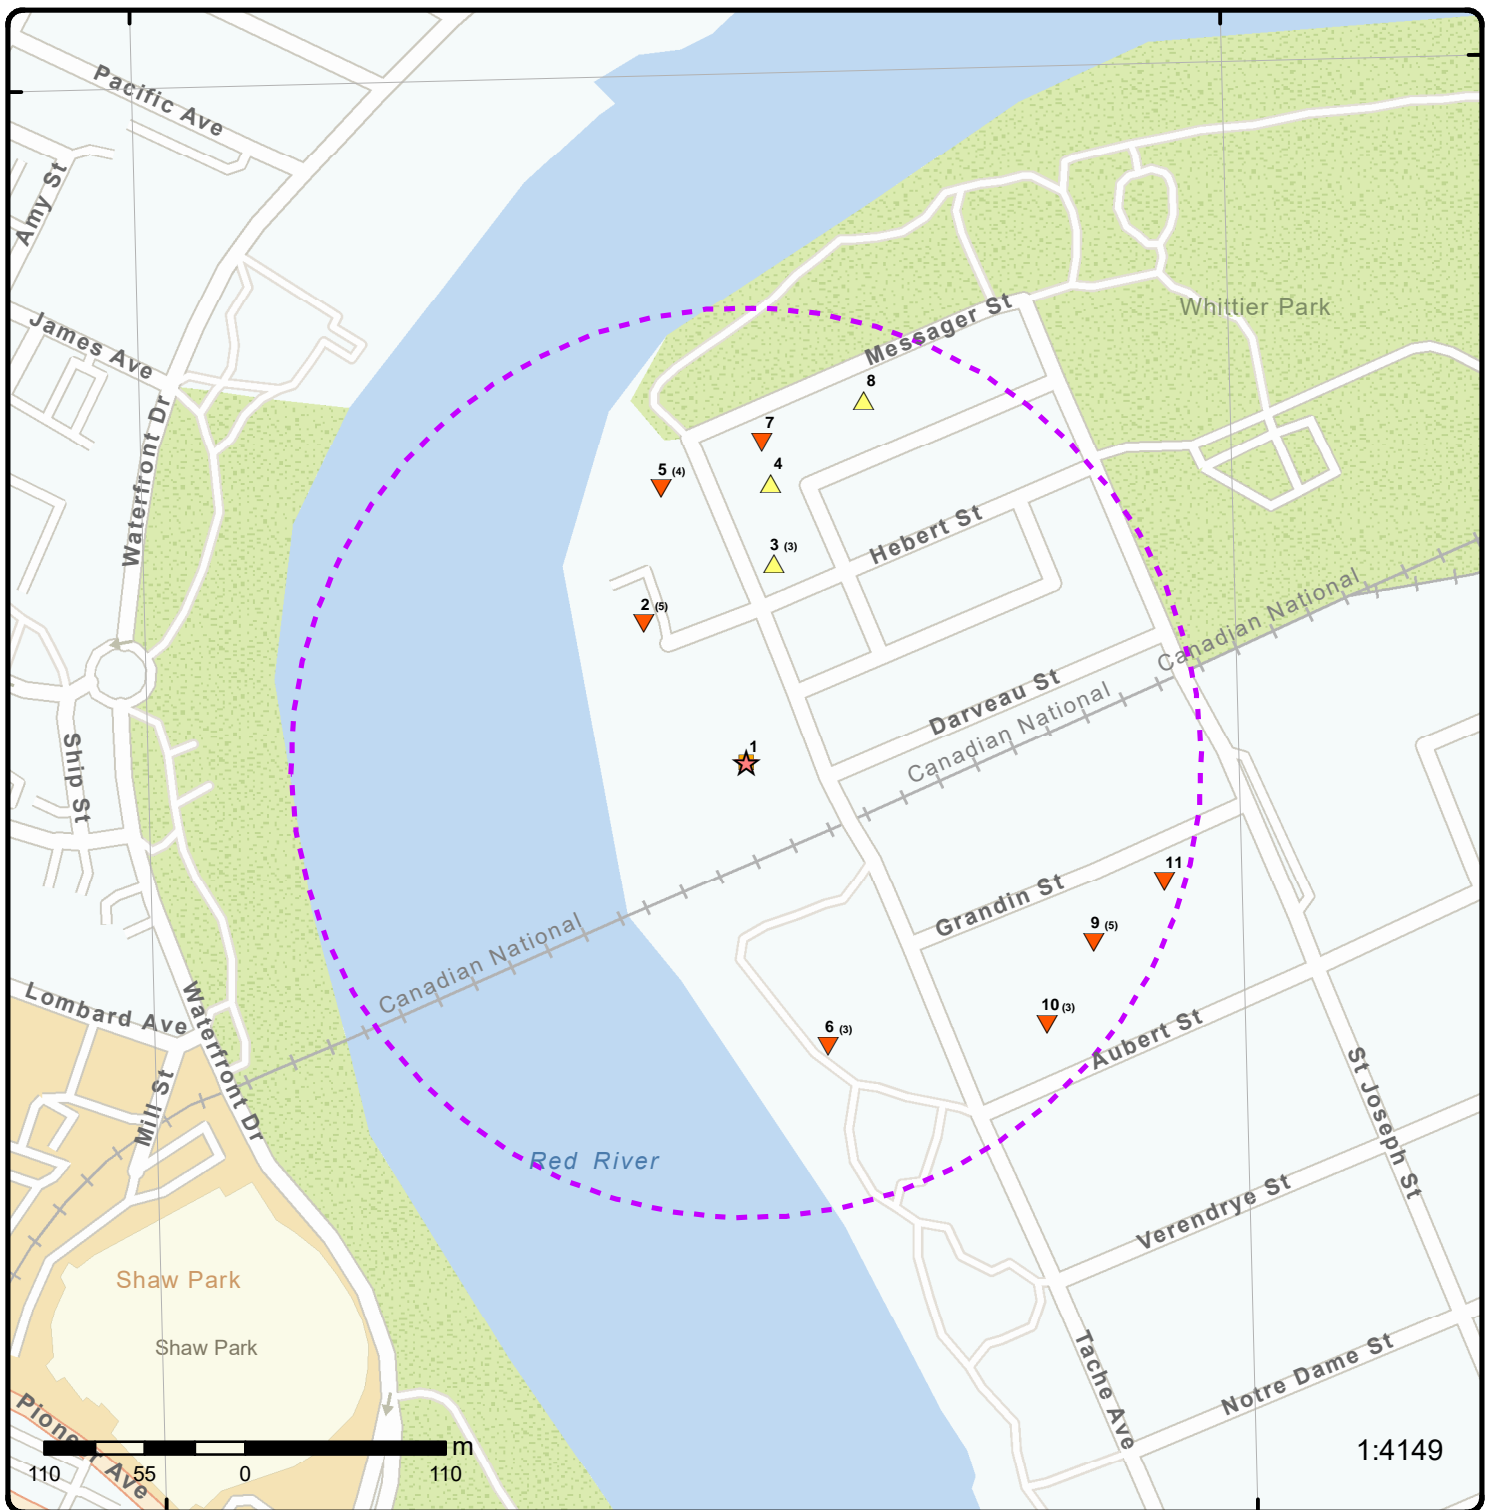 Pacific Ave
Amy St
James Ave
Waterfront Dr
Messager St
Whittier Park
8
7
5 (4)
4
Hebert St
3 (3)
2 (5)
Canadian National
Darveau St
Canadian National
1
Ship St
11
Grandin St
9 (5)
Canadian National
Lombard Ave
Waterfront Dr
10 (3)
6 (3)
Aubert St
Mill St
St Joseph St
Red River
Verendrye St
Shaw Park
Shaw Park
Tache Ave
Notre Dame St
Pioneer Ave
m
110 55 0 110
1:4149